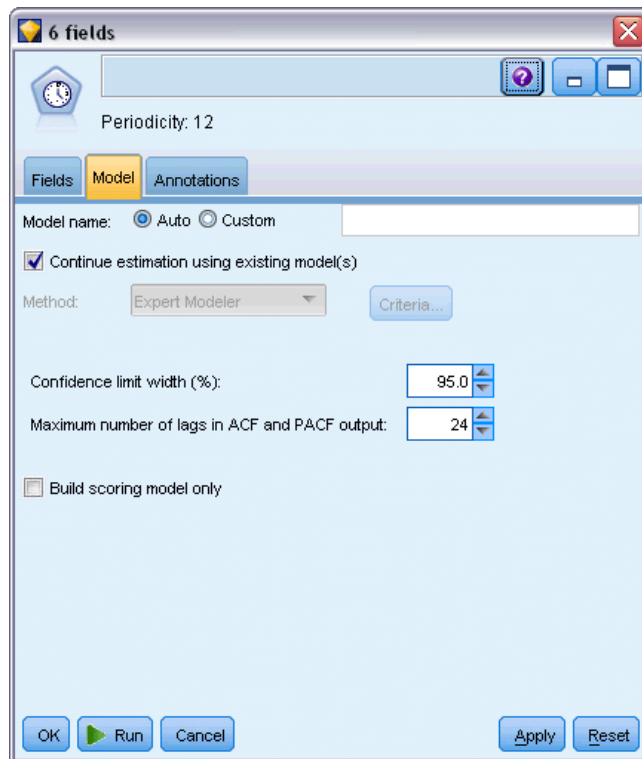 6 fields
Periodicity: 12
Fields Model Annotations
Model name: Auto Custom
Continue estimation using existing model(s)
Method: Expert Modeler Criteria...
Confidence limit width (%): 95.0
Maximum number of lags in ACF and PACF output: 24
Build scoring model only
OK Run Cancel Apply Reset